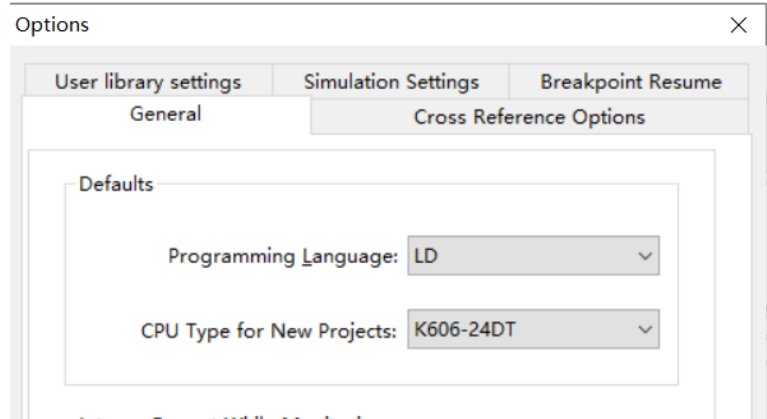 Options
User library settings
Simulation Settings
Breakpoint Resume
General
Cross Reference Options
Defaults
Programming Language: LD
CPU Type for New Projects: K606-24DT